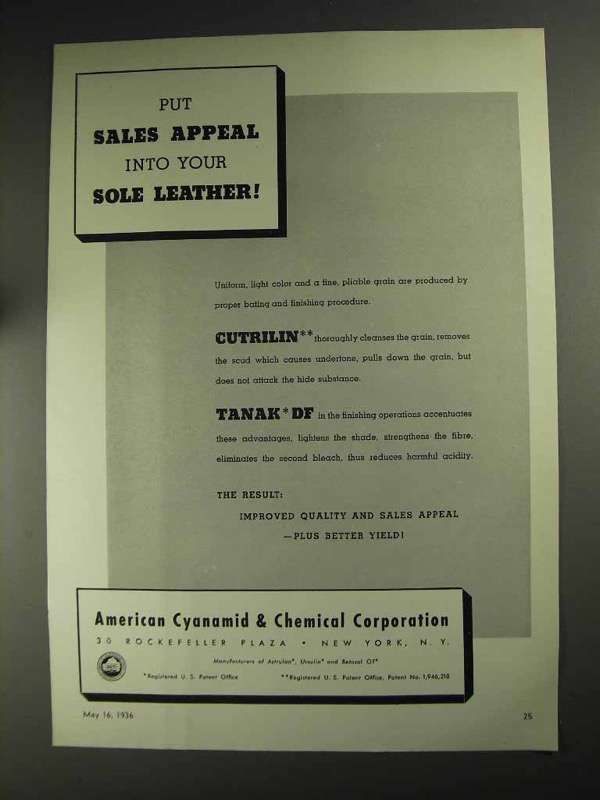 PUT
SALES APPEAL
INTO YOUR
SOLE LEATHER!
Uniform, light color and a fine, pliable grain are produced by
proper bating and finishing procedure.
CUTRILIN** thoroughly cleanses the grain, removes
the scud which causes undertone, pulls down the grain, but
does not attack the hide substance.
TANAK* DF in the finishing operations accentuates
these advantages, lightens the shade, strengthens the fibre,
eliminates the second bleach, thus reduces harmful acidity.
THE RESULT:
IMPROVED QUALITY AND SALES APPEAL
—PLUS BETTER YIELD!
American Cyanamid & Chemical Corporation
30 ROCKEFELLER PLAZA • NEW YORK, N. Y.
Manufacturers of and Betasol OT*
*Registered U. S. Patent Office **Registered U. S. Patent Office, Patent No. 1,946,218
May 16, 1936 25